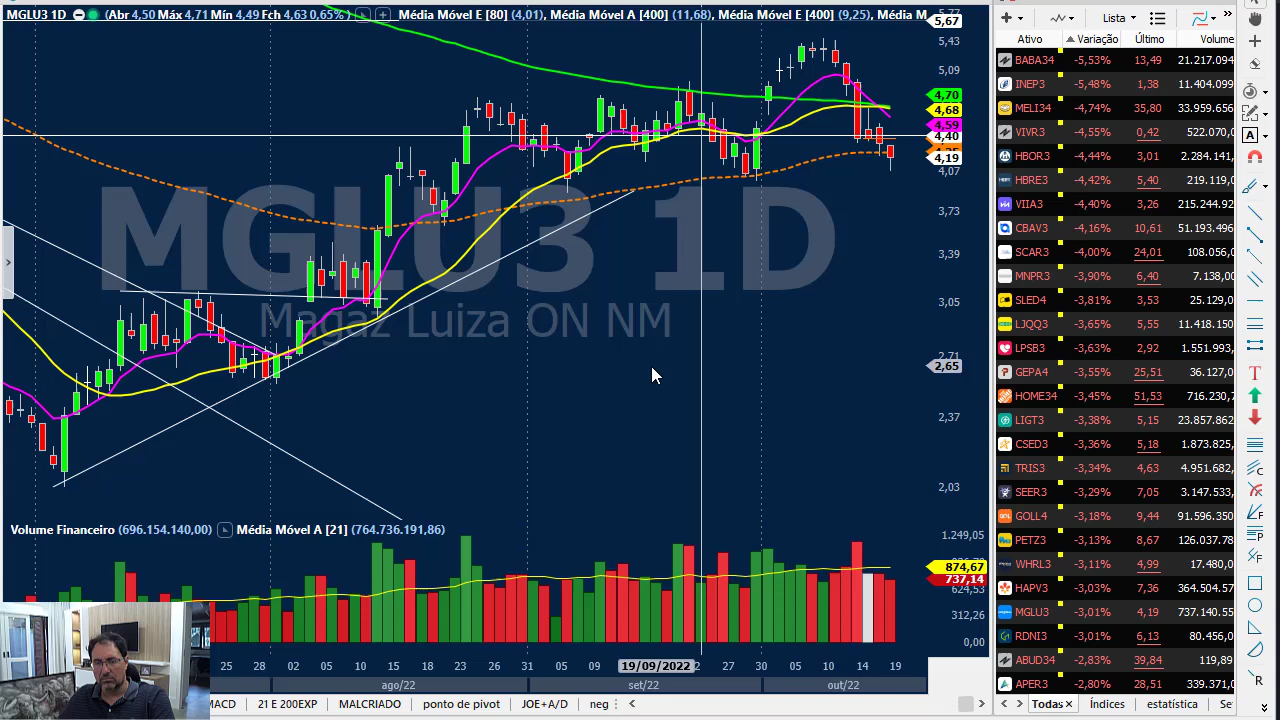 MGLU3 1D (Abr 4,50 Máx 4,71 Mín 4,49 Fch 4,63 0,65%) Média Móvel E [80] (4,01), Média Móvel A [400] (11,68), Média Móvel E [400] (9,25), Média M
5,77
5,67
5,43
5,09
4,70
4,68
4,59
4,40
4,19
4,07
3,73
3,39
3,05
2,71
2,65
2,37
2,03
MGLU3 1D
Magaz Luiza ON NM
Volume Financeiro (696.154.140,00) Média Móvel A [21] (764.736.191,86)
1.249,05
874,67
737,14
624,53
312,26
0,00
25 28 03 05 10 15 18 23 26 31 05 09 14 19/09/2022 2 27 30 05 10 14 19
ago/22 set/22 out/22
MACD 21 E 200EXP MALCRIADO ponto de pivot JOE+A/D neg
Lista
Ativo Variação Último Volume
BABA34 -5,53% 13,49 21.217.094
INEP3 -5,48% 1,38 11.404.099
MELI34 -4,74% 35,80 33.959.656
VIVR3 -4,55% 0,42 522.070,
HBOR3 -4,44% 3,01 2.284.141,
HBRE3 -4,42% 5,40 219.119,
VIIA3 -4,40% 3,26 215.244.92
CBAV3 -4,16% 10,61 51.193.496
SCAR3 -4,00% 24,01 108.056,0
MNPR3 -3,90% 6,40 7.138,00
SLED4 -3,81% 3,53 25.129,00
LJQQ3 -3,65% 5,55 11.418.150
LPSB3 -3,63% 2,92 1.551.993,
GEPA4 -3,66% 25,51 36.127,00
HOME34 -3,45% 51,53 716.230,7
LIGT3 -3,38% 5,15 23.857.862
CSED3 -3,36% 5,18 1.873.825,
TRIS3 -3,34% 4,63 4.951.682,
SEER3 -3,29% 7,05 3.147.533,
GOLL4 -3,18% 9,44 91.596.350
PETZ3 -3,13% 8,67 126.037.78
WHRL3 -3,11% 4,99 17.480,00
HAPV3 -3,03% 7,36 364.504.57
MGLU3 -3,01% 4,19 737.140.55
RDNI3 -3,01% 6,13 80.456,00
ABUD34 -2,83% 39,84 119,89
APER3 -2,80% 28,51 339.371,0
Todas Índices estatística Se